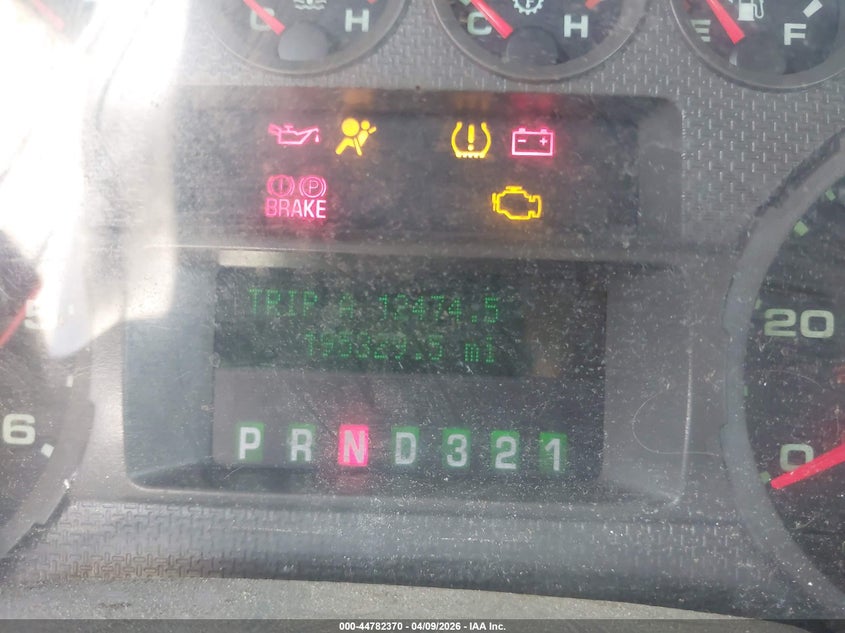 C H
C H
E F
BRAKE
TRIP A 12474.5
mi
P R N D 3 2 1
5
6
20
0
000-44782370 - 04/09/2026 - IAA Inc.